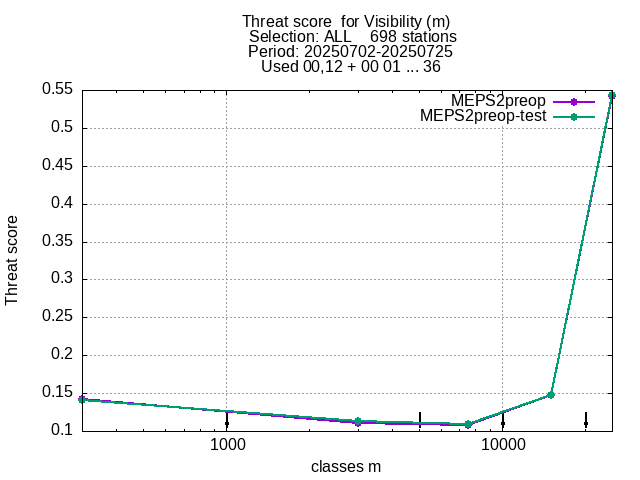 Threat score  for Visibility (m)
Selection: ALL    698 stations
Period: 20250702-20250725
Used 00,12 + 00 01 ... 36
MEPS2preop
MEPS2preop-test
0.55
0.5
0.45
0.4
0.35
0.3
0.25
0.2
0.15
0.1
Threat score
1000
10000
classes m